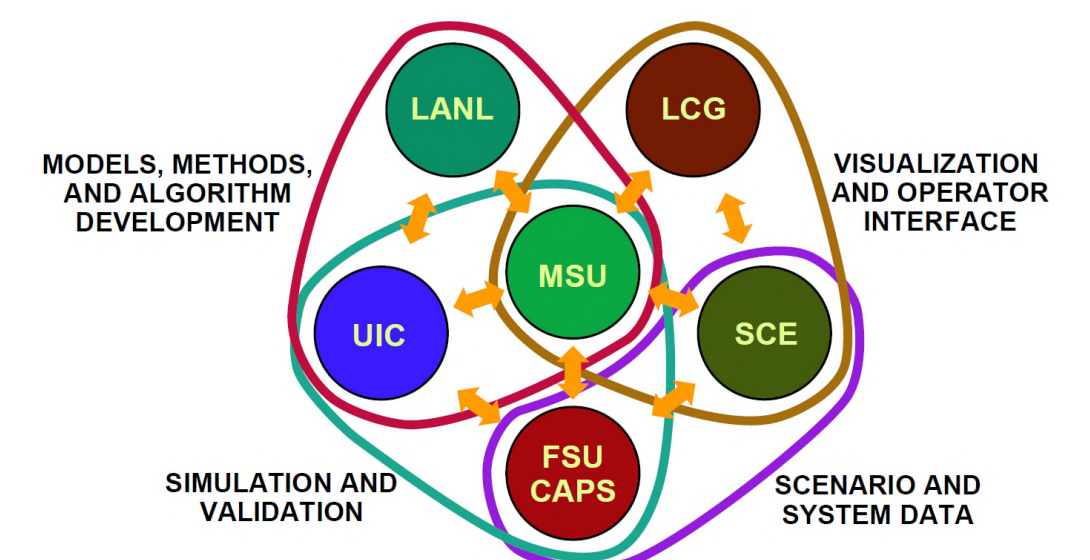 LANL
LCG
MODELS, METHODS,
AND ALGORITHM
DEVELOPMENT
VISUALIZATION
AND OPERATOR
INTERFACE
MSU
UIC
SCE
FSU
CAPS
SIMULATION AND
VALIDATION
SCENARIO AND
SYSTEM DATA